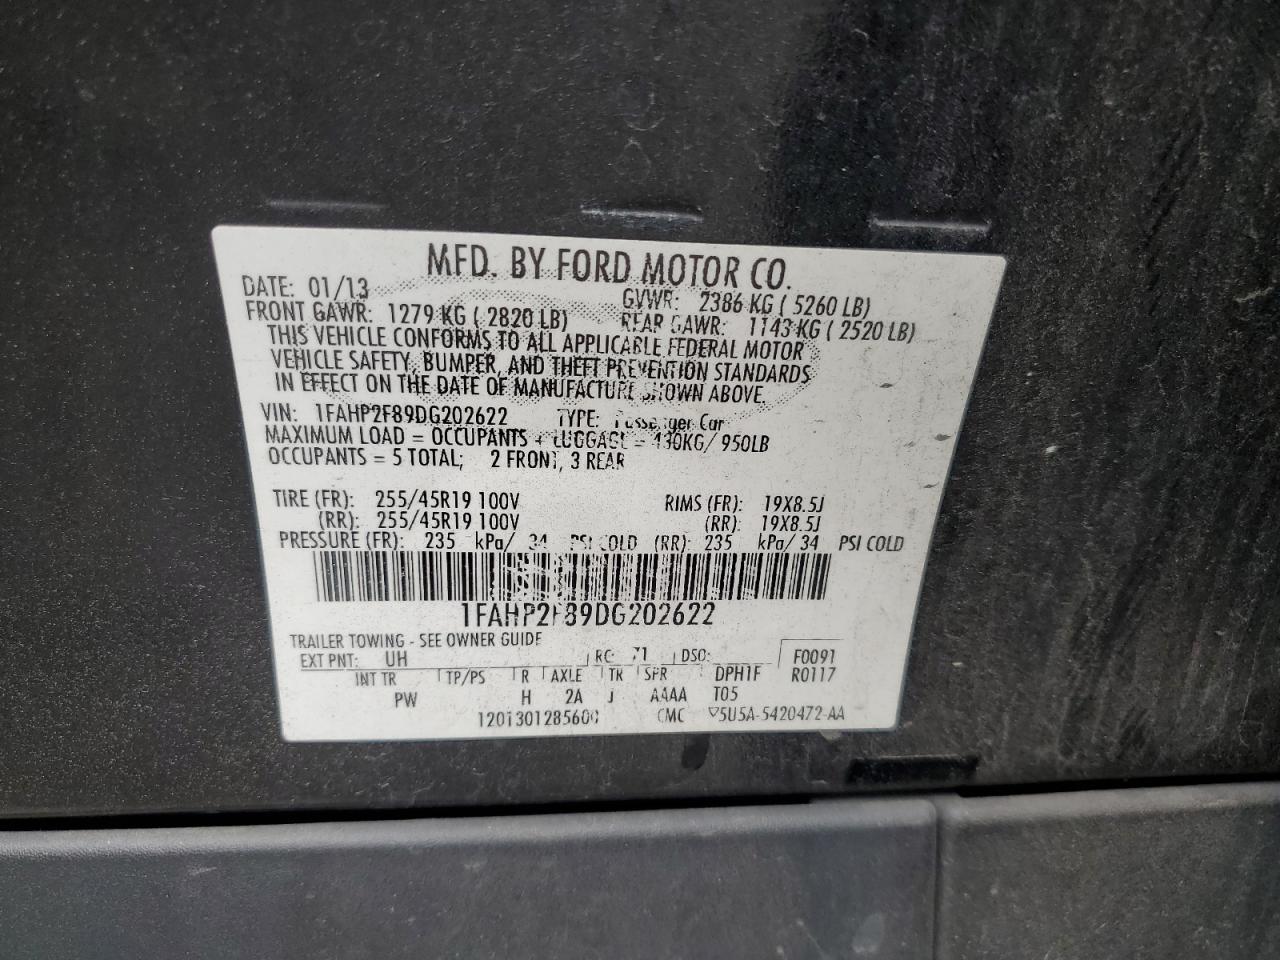 MFD. BY FORD MOTOR CO.
DATE: 01/13 GVWR: 2386 KG ( 5260 LB)
FRONT GAWR: 1279 KG ( 2820 LB) REAR GAWR: 1143 KG ( 2520 LB)
THIS VEHICLE CONFORMS TO ALL APPLICABLE FEDERAL MOTOR
VEHICLE SAFETY, BUMPER, AND THEFT PREVENTION STANDARDS
IN EFFECT ON THE DATE OF MANUFACTURE SHOWN ABOVE.
VIN: 1FAHP2F89DG202622 TYPE: Passenger Car
MAXIMUM LOAD = OCCUPANTS + LUGGAGE = 430KG/ 950LB
OCCUPANTS = 5 TOTAL; 2 FRONT, 3 REAR
TIRE (FR): 255/45R19 100V RIMS (FR): 19X8.5J
(RR): 255/45R19 100V (RR): 19X8.5J
PRESSURE (FR): 235 kPa/ 34 PSI COLD (RR): 235 kPa/ 34 PSI COLD
1FAHP2F89DG202622
TRAILER TOWING - SEE OWNER GUIDE
EXT PNT: UH RC: 71 DSO: F0091
INT TR TP/PS R AXLE TR SPR DPH1F R0117
PW H 2A J AAAA T05
CMC 5U5A-5420472-AA